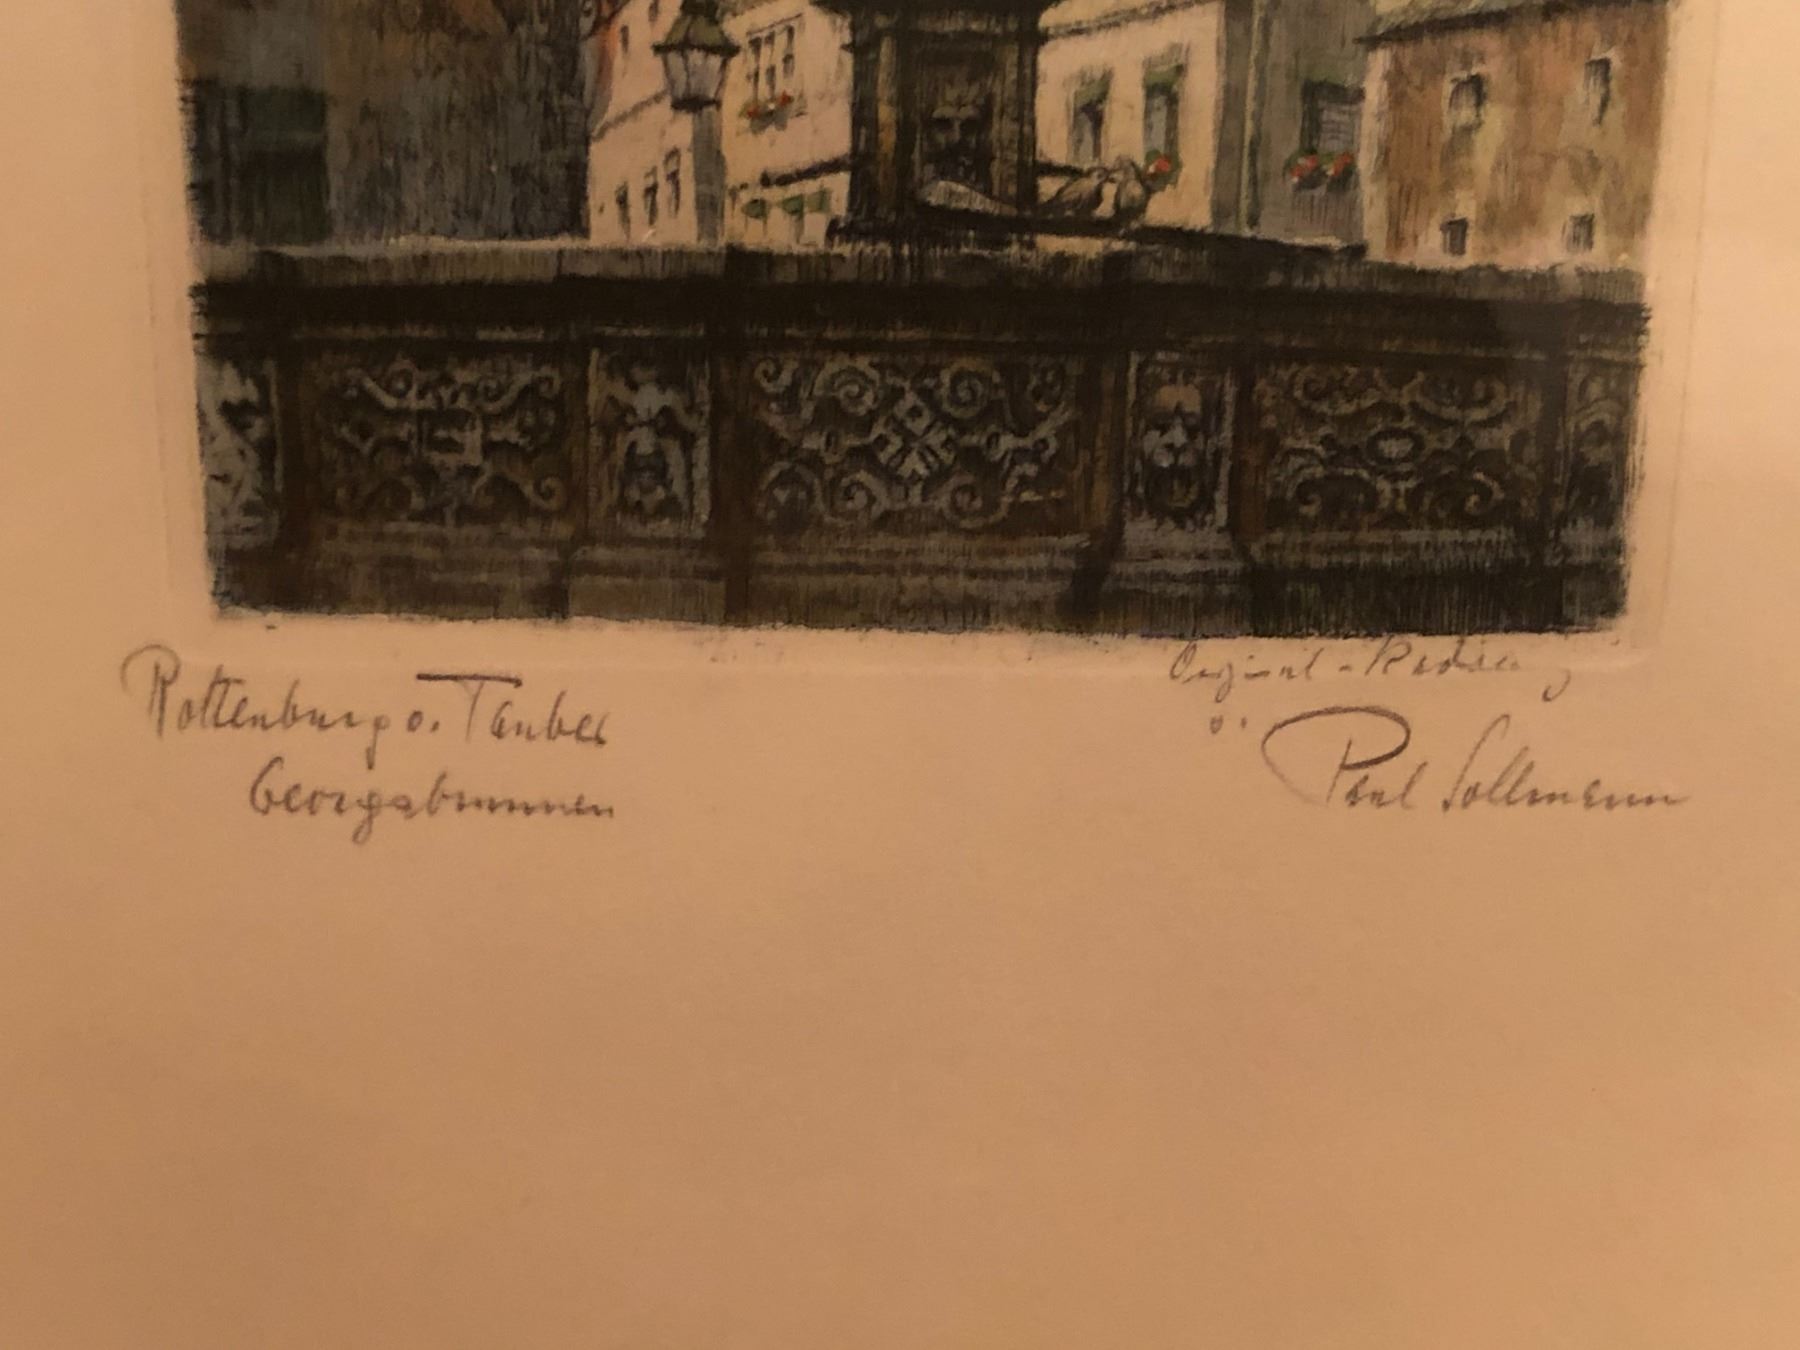 Rottenburg o. Tauber
Georgsbrunnen
Original-Radierung
v. Paul Sollmann